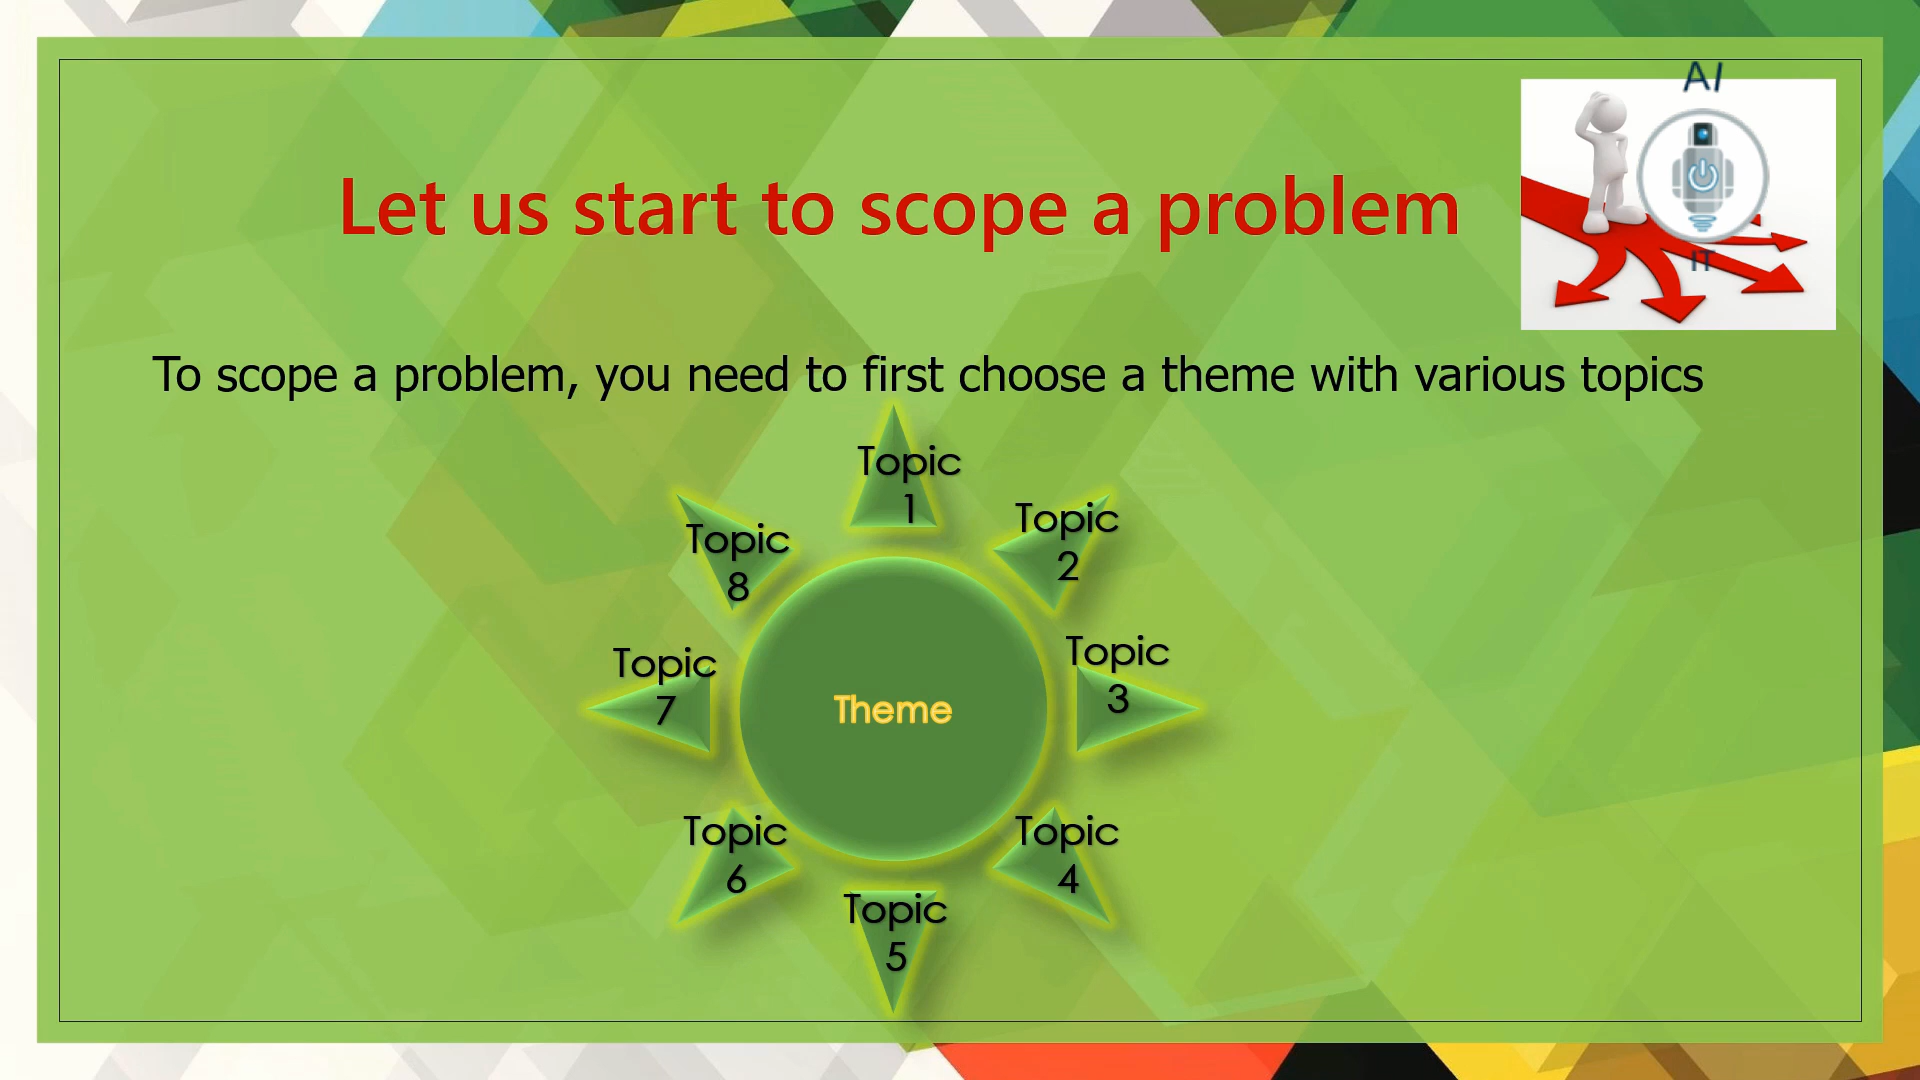 AI
IT
Let us start to scope a problem
To scope a problem, you need to first choose a theme with various topics
Topic
1
Topic
2
Topic
3
Topic
4
Topic
5
Topic
6
Topic
7
Topic
8
Theme